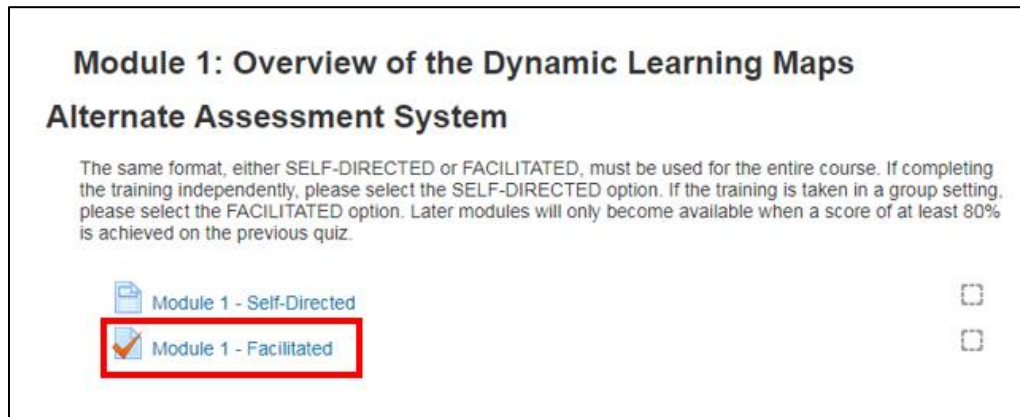 Module 1: Overview of the Dynamic Learning Maps
Alternate Assessment System
The same format, either SELF-DIRECTED or FACILITATED, must be used for the entire course. If completing
the training independently, please select the SELF-DIRECTED option. If the training is taken in a group setting,
please select the FACILITATED option. Later modules will only become available when a score of at least 80%
is achieved on the previous quiz.
Module 1 - Self-Directed
Module 1 - Facilitated